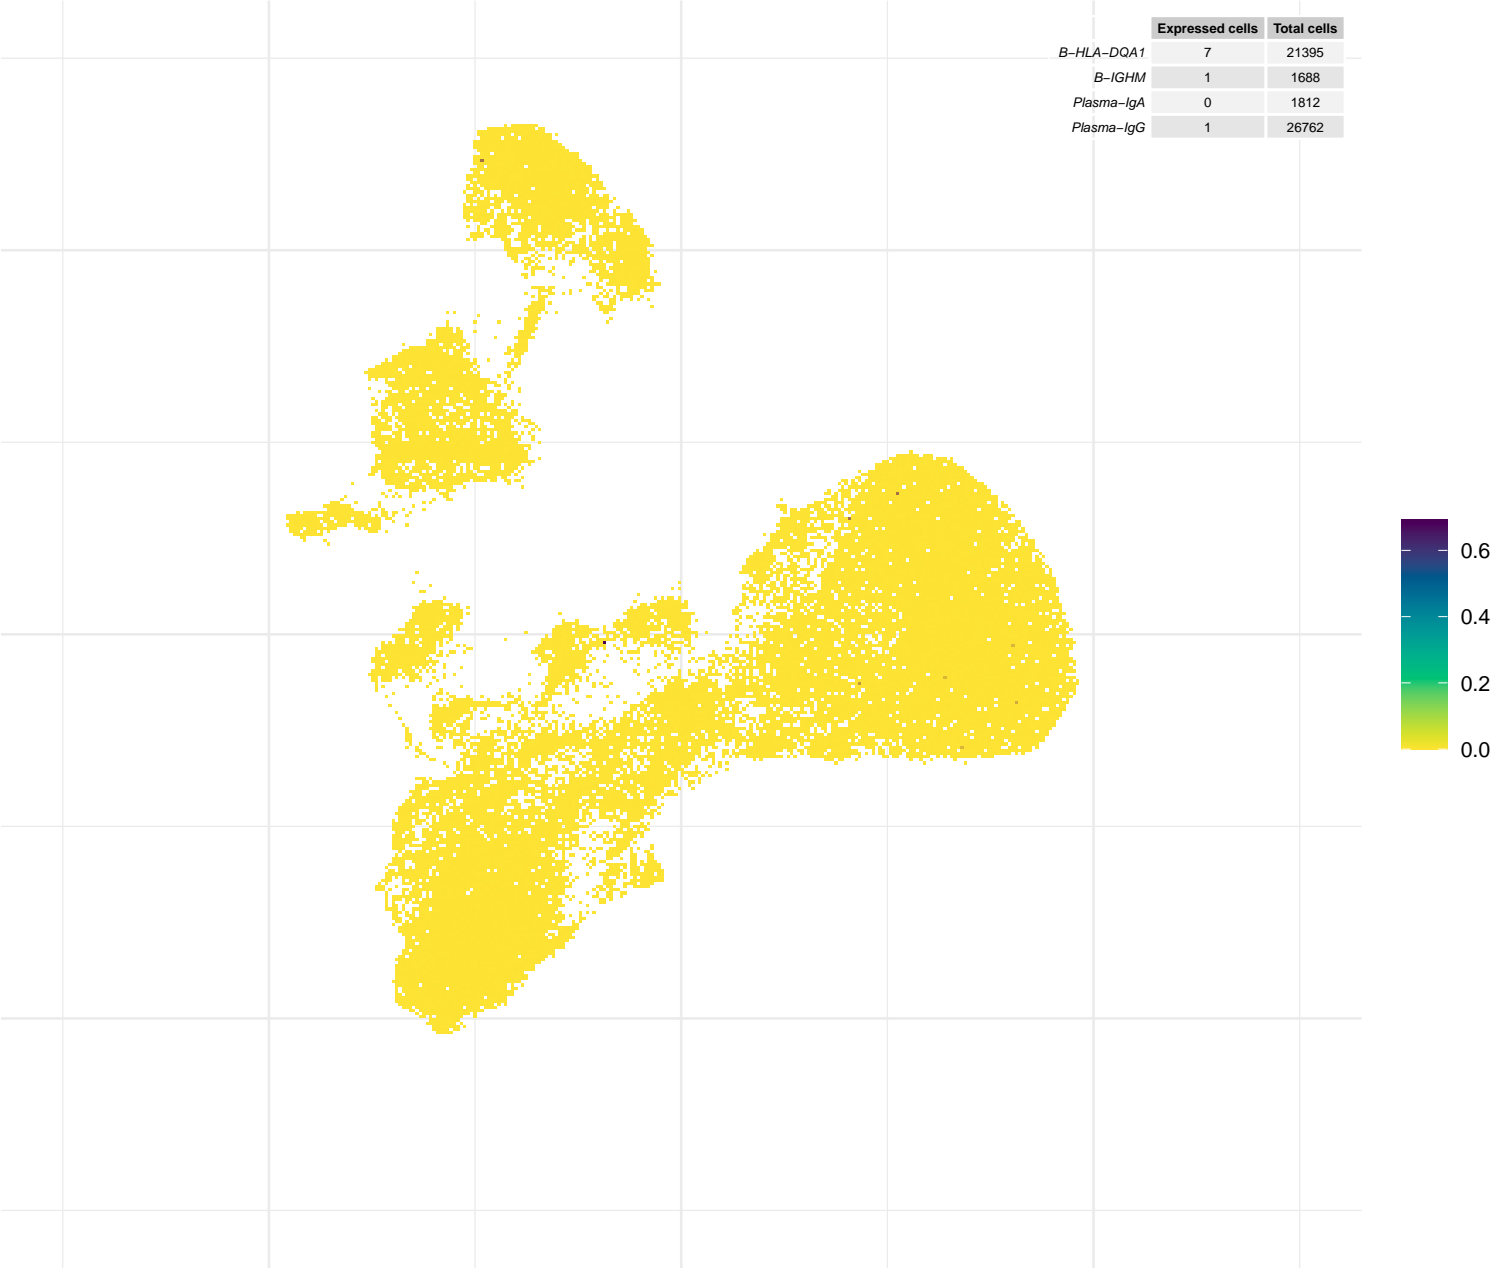 Expressed cells Total cells
B−HLA−DQA1 7 21395
B−IGHM 1 1688
Plasma−IgA 0 1812
Plasma−IgG 1 26762
0.6
0.4
0.2
0.0